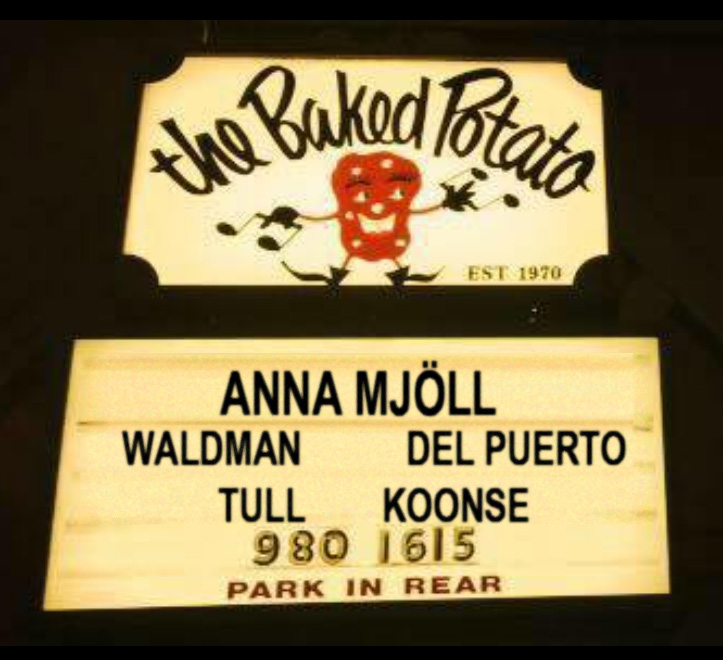 the Baked Potato
EST 1970
ANNA MJÖLL
WALDMAN DEL PUERTO
TULL KOONSE
980 1615
PARK IN REAR